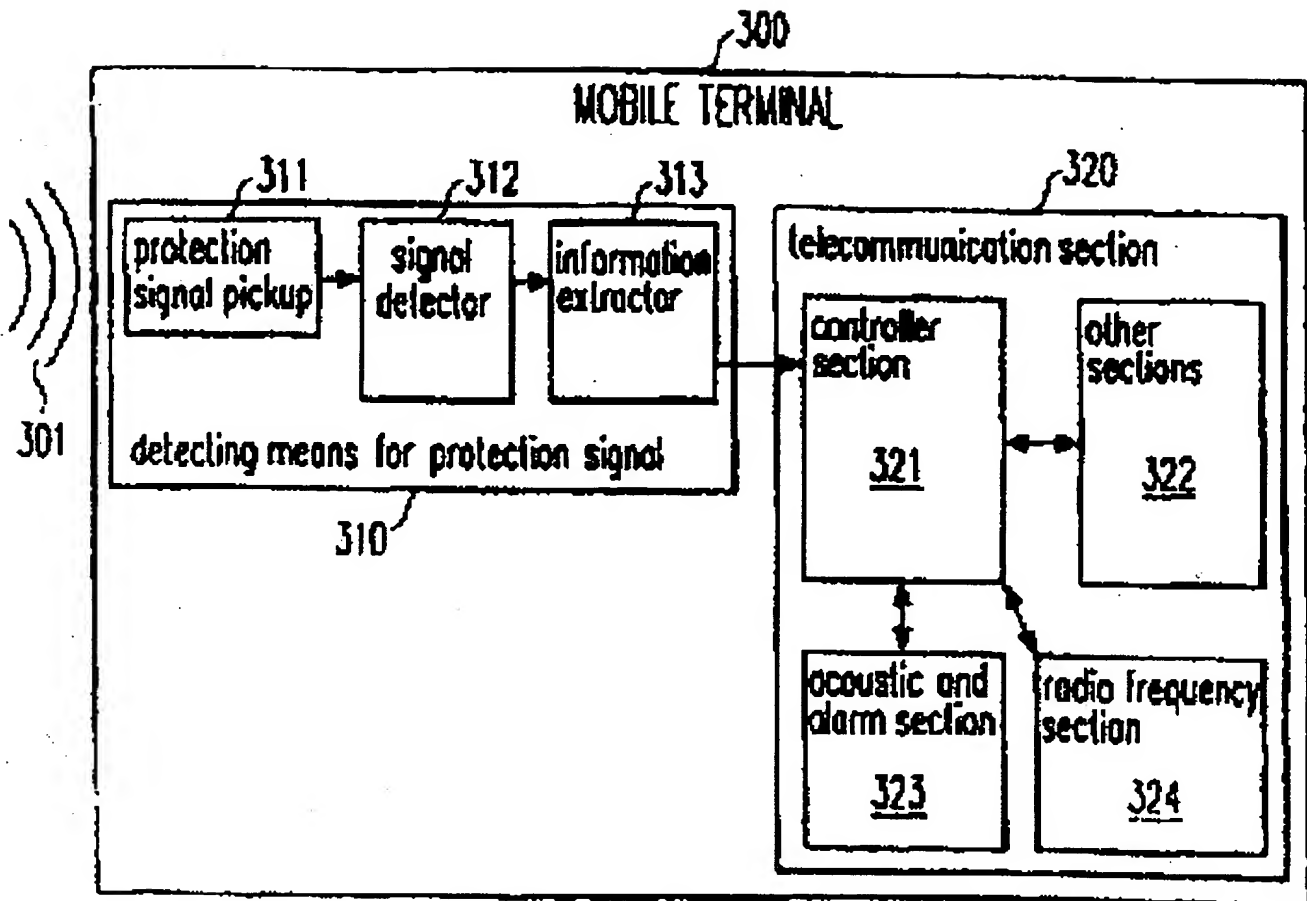 300
MOBILE TERMINAL
311
312
313
320
protection
signal pickup
signal
detector
information
extractor
telecommunication section
controller
section
321
other
sections
322
301
detecting means for protection signal
310
acoustic and
alarm section
323
radio frequency
section
324